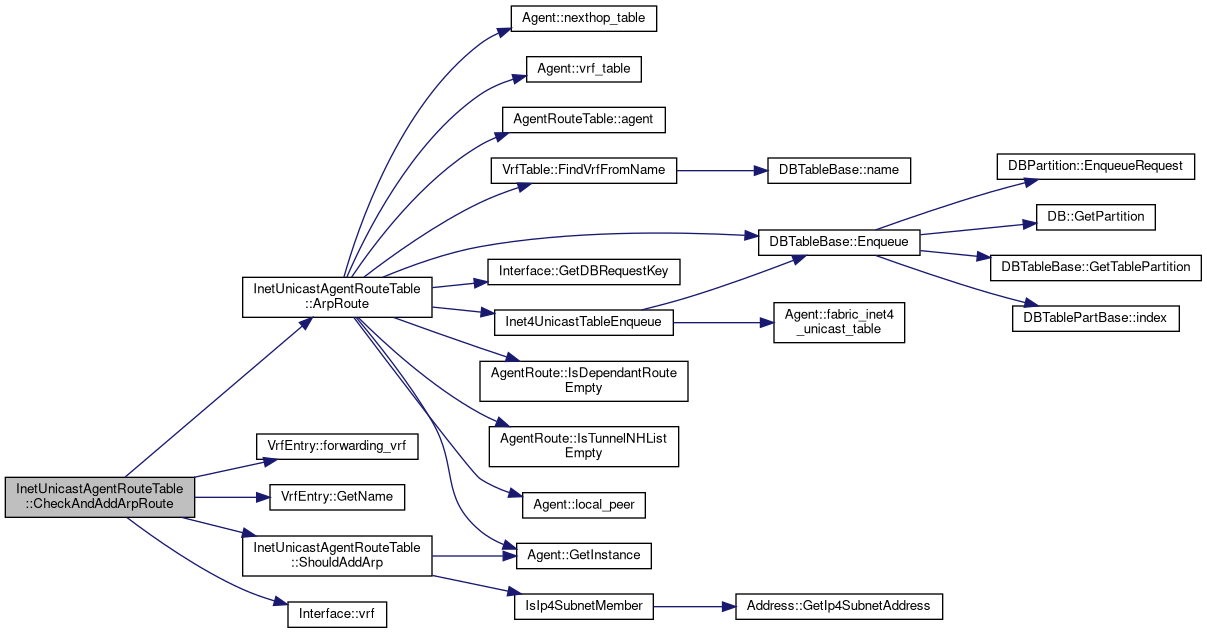 Agent::nexthop_table
Agent::vrf_table
AgentRouteTable::agent
VrfTable::FindVrfFromName
DBTableBase::name
DBPartition::EnqueueRequest
DB::GetPartition
DBTableBase::Enqueue
DBTableBase::GetTablePartition
DBTablePartBase::index
InetUnicastAgentRouteTable
::ArpRoute
Interface::GetDBRequestKey
Inet4UnicastTableEnqueue
Agent::fabric_inet4
_unicast_table
AgentRoute::IsDependantRoute
Empty
AgentRoute::IsTunnelNHList
Empty
Agent::local_peer
Agent::GetInstance
VrfEntry::forwarding_vrf
InetUnicastAgentRouteTable
::CheckAndAddArpRoute
VrfEntry::GetName
InetUnicastAgentRouteTable
::ShouldAddArp
IsIp4SubnetMember
Address::GetIp4SubnetAddress
Interface::vrf